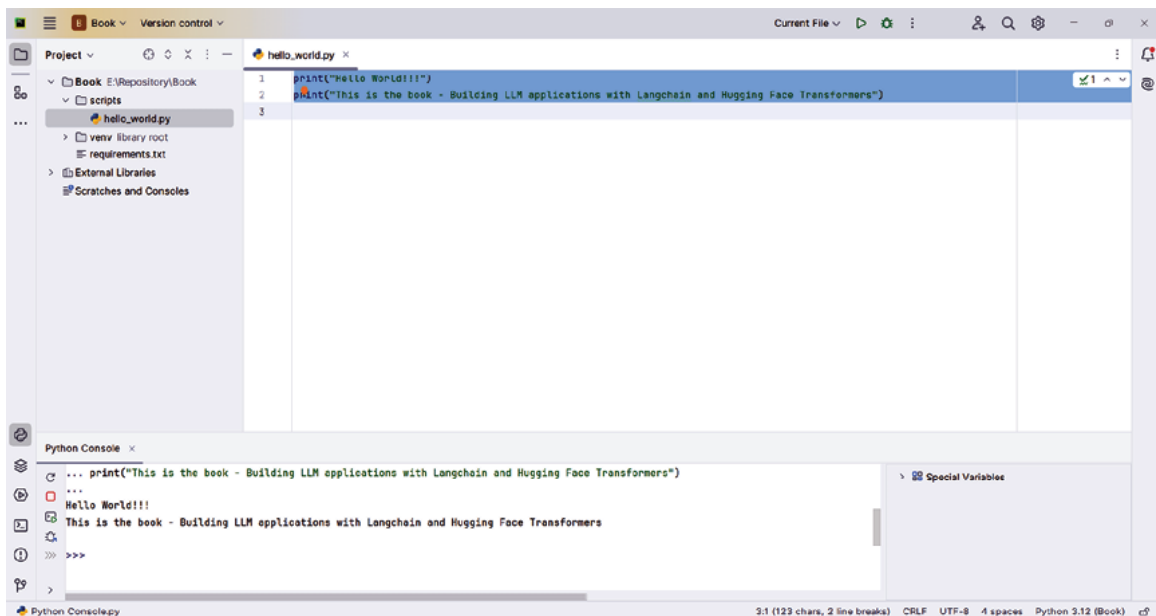 B Book Version control Current File
Project
hello_world.py
Book E:\Repository\Book
scripts
hello_world.py
venv library root
requirements.txt
External Libraries
Scratches and Consoles
1 print("Hello World!!!")
2 print("This is the book - Building LLM applications with Langchain and Hugging Face Transformers")
3
1
Python Console
... print("This is the book - Building LLM applications with Langchain and Hugging Face Transformers")
...
Hello World!!!
This is the book - Building LLM applications with Langchain and Hugging Face Transformers
>>>
Special Variables
Python Console.py 3:1 (123 chars, 2 line breaks) CRLF UTF-8 4 spaces Python 3.12 (Book)